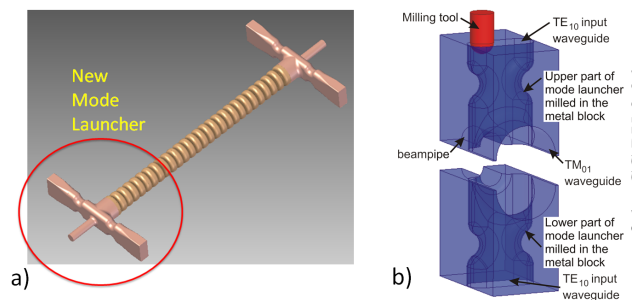 a)
New
Mode
Launcher
b)
Milling tool
TE10 input
waveguide
Upper part of
mode launcher
milled in the
metal block
beampipe
TM01
waveguide
Lower part of
mode launcher
milled in the
metal block
TE10 input
waveguide